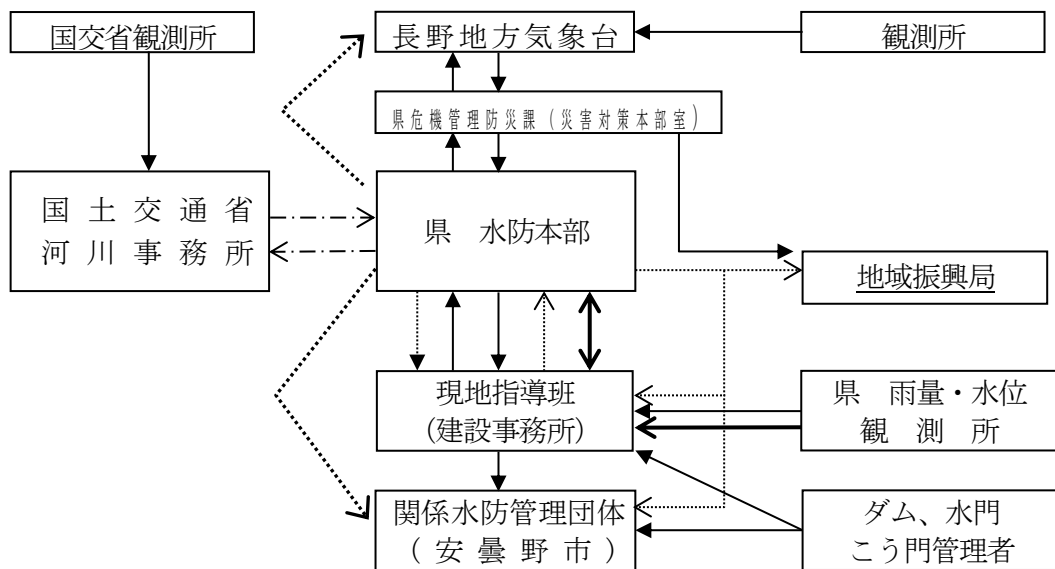 国交省観測所
長野地方気象台
観測所
県危機管理防災課（災害対策本部室）
国土交通省
河川事務所
県　水防本部
地域振興局
現地指導班
（建設事務所）
県　雨量・水位
観　測　所
関係水防管理団体
（安曇野市）
ダム、水門
こう門管理者